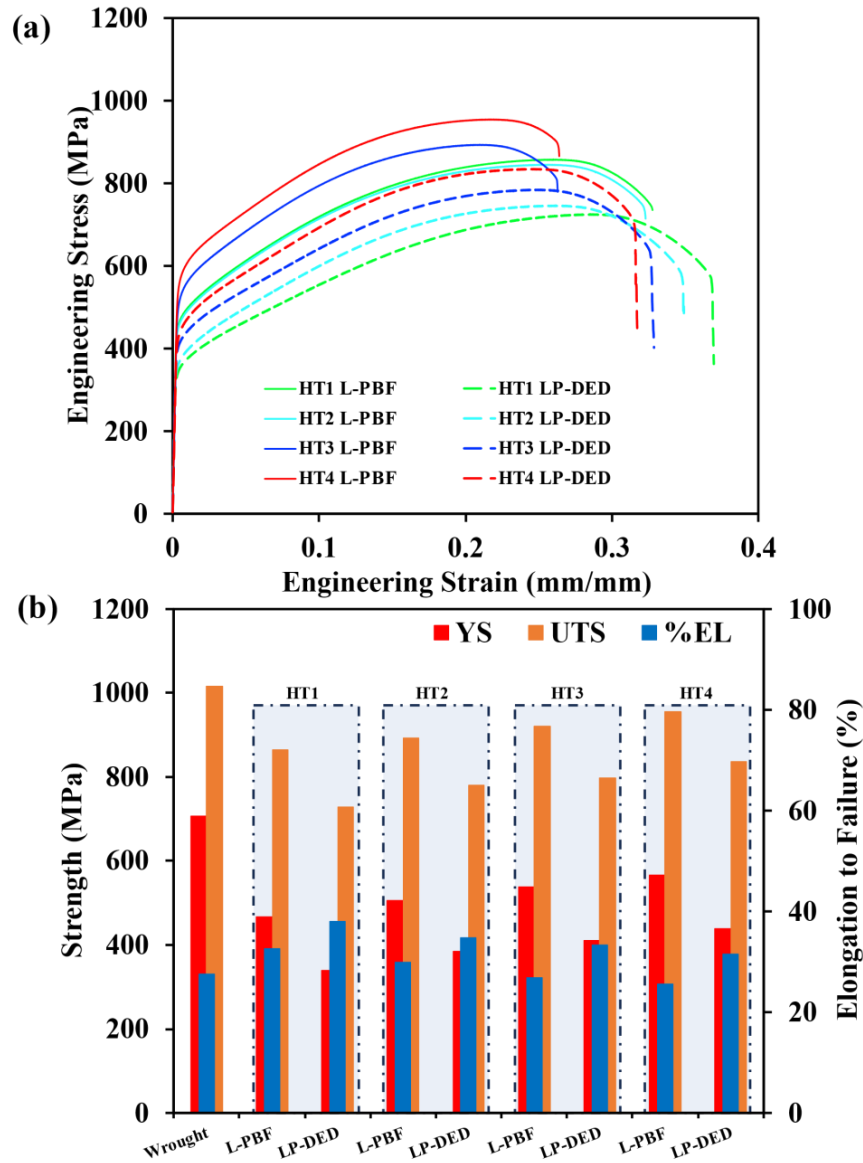 (a)
1200
1000
800
600
400
200
0
Engineering Stress (MPa)
HT1 L-PBF
HT1 LP-DED
HT2 L-PBF
HT2 LP-DED
HT3 L-PBF
HT3 LP-DED
HT4 L-PBF
HT4 LP-DED
0 0.1 0.2 0.3 0.4
Engineering Strain (mm/mm)
(b)
1200
1000
800
600
400
200
0
Strength (MPa)
YS UTS %EL
HT1 HT2 HT3 HT4
100
80
60
40
20
0
Elongation to Failure (%)
Wrought L-PBF LP-DED L-PBF LP-DED L-PBF LP-DED L-PBF LP-DED